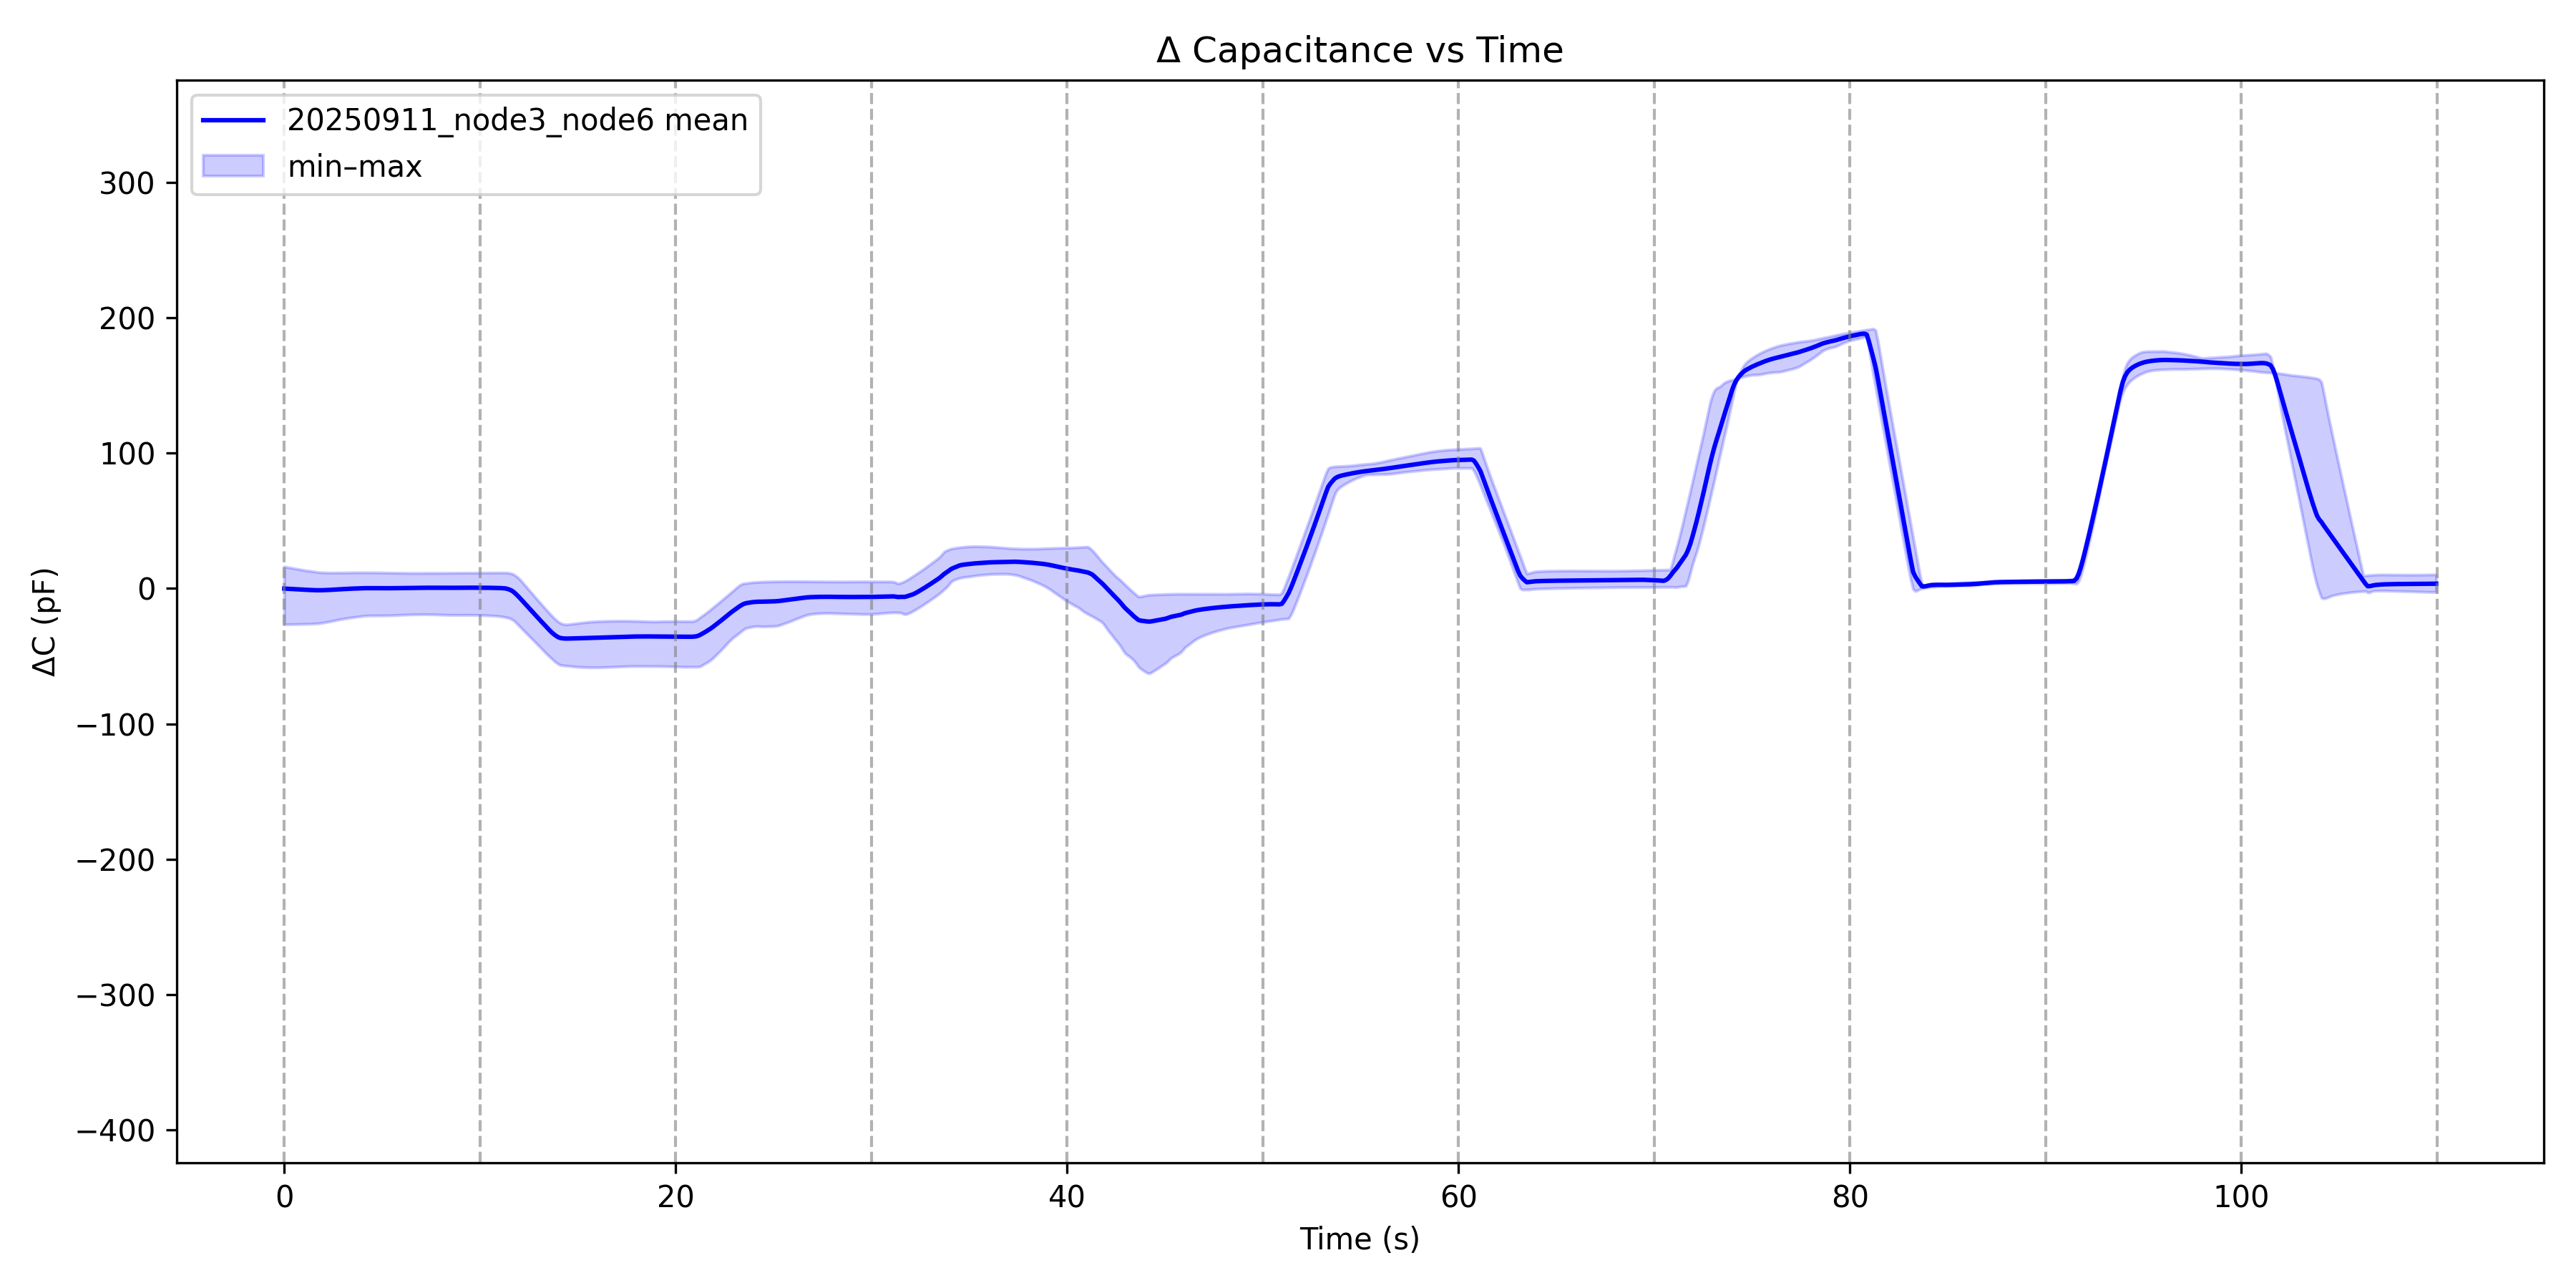 Δ Capacitance vs Time
20250911_node3_node6 mean
min–max
300
200
100
0
−100
−200
−300
−400
ΔC (pF)
0 20 40 60 80 100
Time (s)